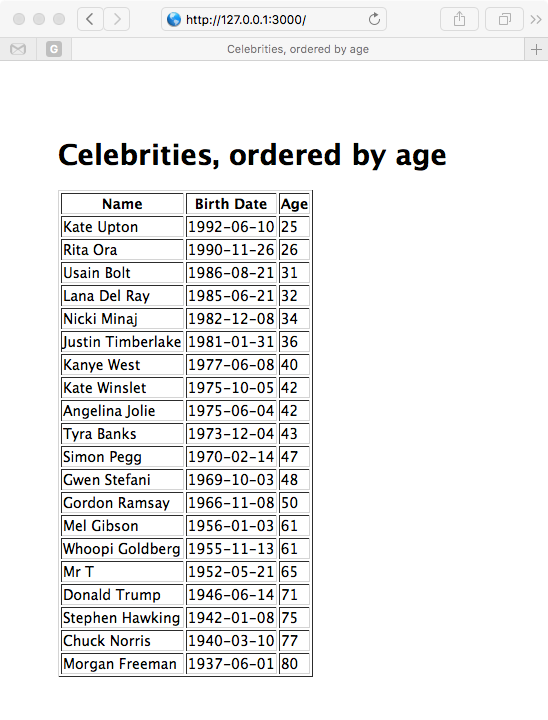 http://127.0.0.1:3000/
G
Celebrities, ordered by age
Celebrities, ordered by age
Name Birth Date Age
Kate Upton 1992-06-10 25
Rita Ora 1990-11-26 26
Usain Bolt 1986-08-21 31
Lana Del Ray 1985-06-21 32
Nicki Minaj 1982-12-08 34
Justin Timberlake 1981-01-31 36
Kanye West 1977-06-08 40
Kate Winslet 1975-10-05 42
Angelina Jolie 1975-06-04 42
Tyra Banks 1973-12-04 43
Simon Pegg 1970-02-14 47
Gwen Stefani 1969-10-03 48
Gordon Ramsay 1966-11-08 50
Mel Gibson 1956-01-03 61
Whoopi Goldberg 1955-11-13 61
Mr T 1952-05-21 65
Donald Trump 1946-06-14 71
Stephen Hawking 1942-01-08 75
Chuck Norris 1940-03-10 77
Morgan Freeman 1937-06-01 80